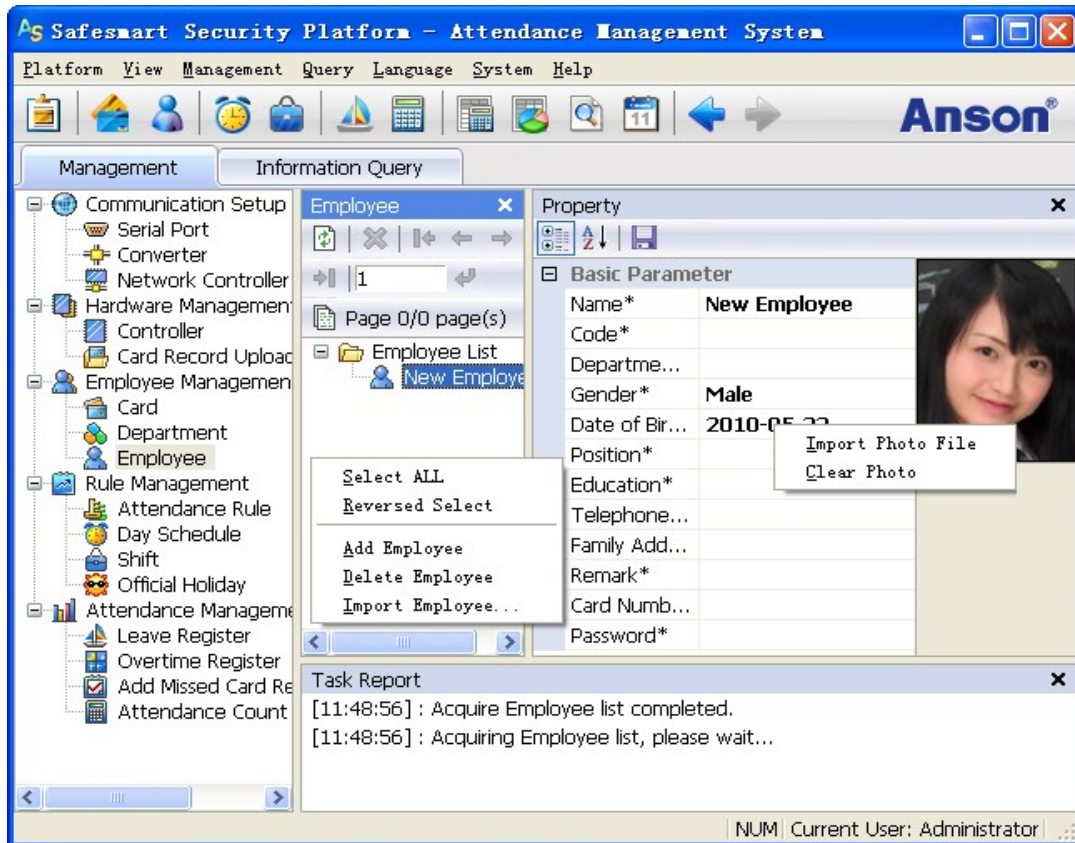 AS Safesmart Security Platform - Attendance Management System
Platform View Management Query Language System Help
11
Anson®
Management Information Query
Communication Setup
Serial Port
Converter
Network Controller
Hardware Managemen
Controller
Card Record Uploac
Employee Managemen
Card
Department
Employee
Rule Management
Attendance Rule
Day Schedule
Shift
Official Holiday
Attendance Manageme
Leave Register
Overtime Register
Add Missed Card Re
Attendance Count
Employee
1
Page 0/0 page(s)
Employee List
New Employe
Select ALL
Reversed Select
Add Employee
Delete Employee
Import Employee...
Property
A Z
Basic Parameter
Name* New Employee
Code*
Departme...
Gender* Male
Date of Bir... 2010-05-22
Position*
Education*
Telephone...
Family Add...
Remark*
Card Numb...
Password*
Import Photo File
Clear Photo
Task Report
[11:48:56] : Acquire Employee list completed.
[11:48:56] : Acquiring Employee list, please wait...
NUM Current User: Administrator